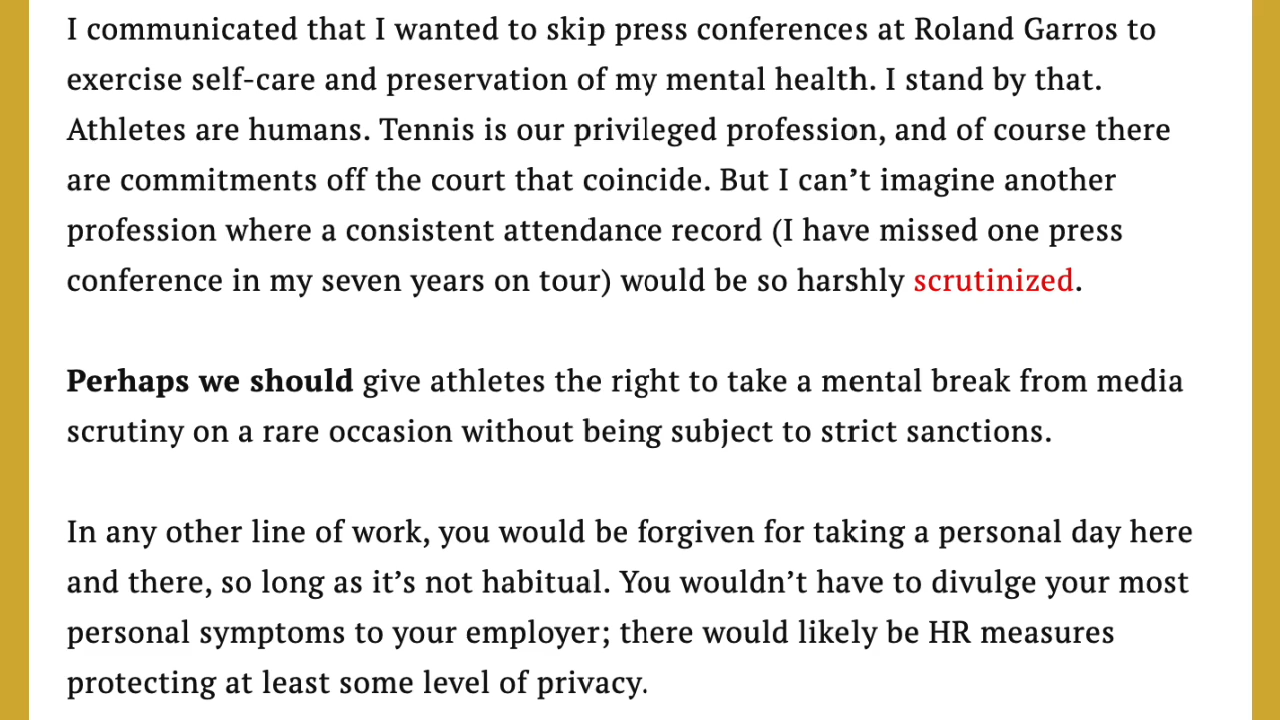 I communicated that I wanted to skip press conferences at Roland Garros to
exercise self-care and preservation of my mental health. I stand by that.
Athletes are humans. Tennis is our privileged profession, and of course there
are commitments off the court that coincide. But I can’t imagine another
profession where a consistent attendance record (I have missed one press
conference in my seven years on tour) would be so harshly scrutinized.
Perhaps we should give athletes the right to take a mental break from media
scrutiny on a rare occasion without being subject to strict sanctions.
In any other line of work, you would be forgiven for taking a personal day here
and there, so long as it’s not habitual. You wouldn’t have to divulge your most
personal symptoms to your employer; there would likely be HR measures
protecting at least some level of privacy.